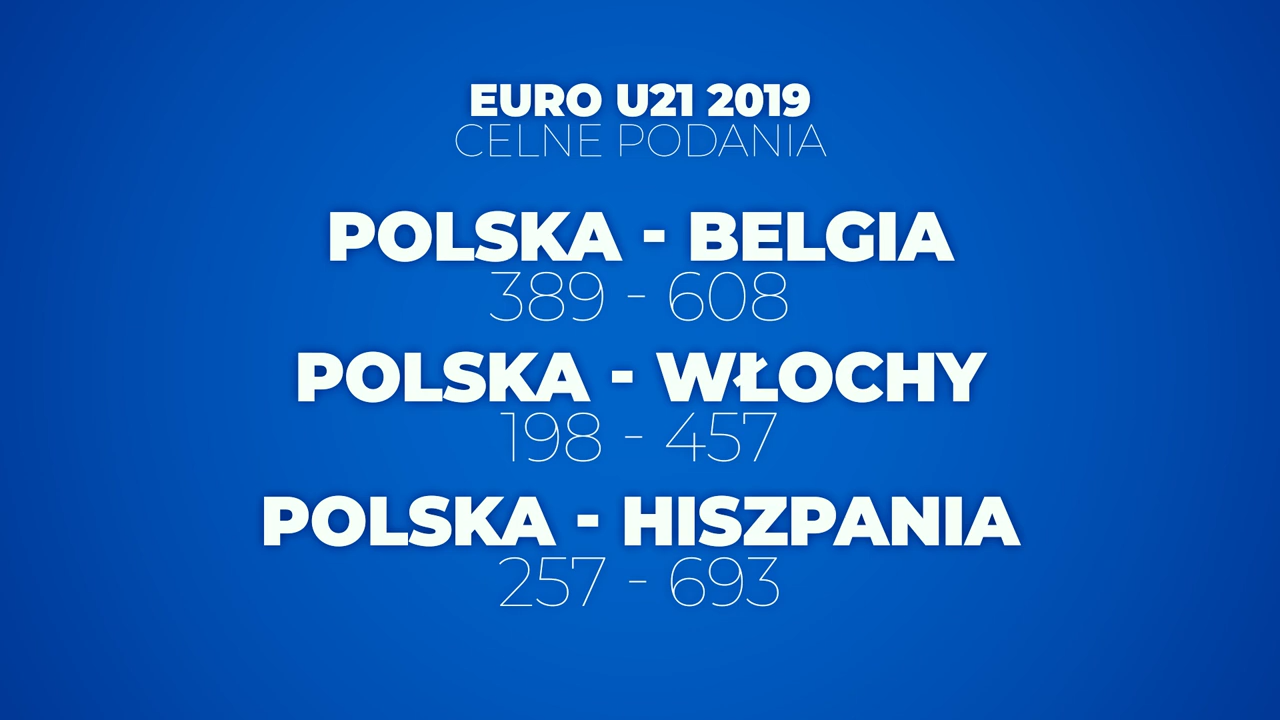 EURO U21 2019
CELNE PODANIA
POLSKA - BELGIA
389 - 608
POLSKA - WŁOCHY
198 - 457
POLSKA - HISZPANIA
257 - 693